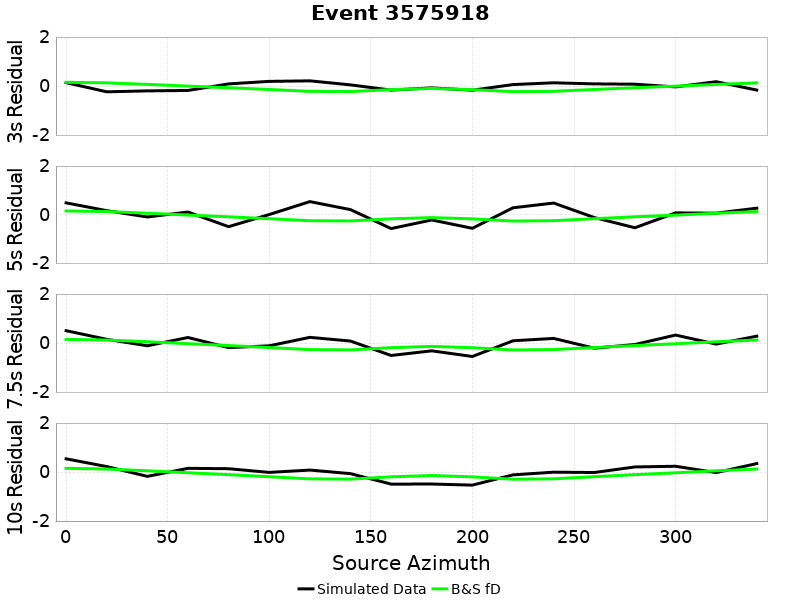 Event 3575918
3s Residual
2
0
-2
5s Residual
2
0
-2
7.5s Residual
2
0
-2
10s Residual
2
0
-2
0 50 100 150 200 250 300
Source Azimuth
Simulated Data B&S fD